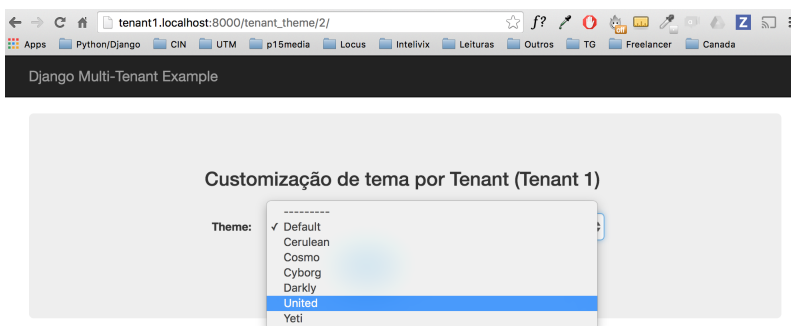 tenant1.localhost:8000/tenant_theme/2/
f?
off
Z
Apps Python/Django CIN UTM p15media Locus Intelivix Leituras Outros TG Freelancer Canada
Django Multi-Tenant Example
Customização de tema por Tenant (Tenant 1)
Theme:
---------
✓ Default
Cerulean
Cosmo
Cyborg
Darkly
United
Yeti